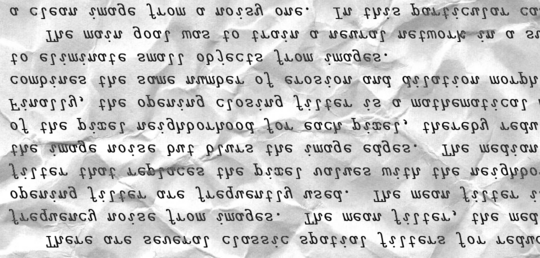 There are several classic spatial filters for reduc
frequency noise from images. The mean filter, the med
opening filter are frequently used. The mean filter i
filter that replaces the pixel values with the neighbo
the image noise but blurs the image edges. The median
of the pixel neighborhood for each pixel, thereby redu
Finally, the opening closing filter is a mathematical
combines the same number of erosion and dilation morph
to eliminate small objects from images.
The main goal was to train a neural network in a su
a clean image from a noisy one. In this particular ca